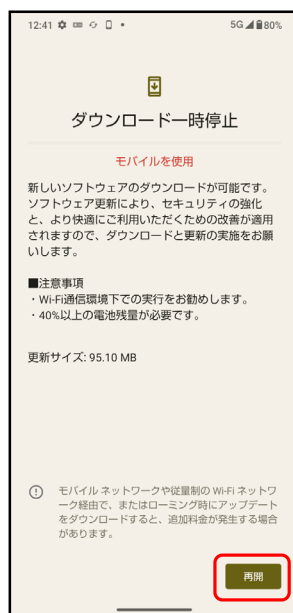 12:41 5G 80%
ダウンロード一時停止
モバイルを使用
新しいソフトウェアのダウンロードが可能です。
ソフトウェア更新により、セキュリティの強化
と、より快適にご利用いただくための改善が適用
されますので、ダウンロードと更新の実施をお願
いします。
■注意事項
・Wi-Fi通信環境下での実行をお勧めします。
・40%以上の電池残量が必要です。
更新サイズ: 95.10 MB
モバイル ネットワークや従量制の Wi-Fi ネットワ
ーク経由で、またはローミング時にアップデート
をダウンロードすると、追加料金が発生する場合
があります。
再開